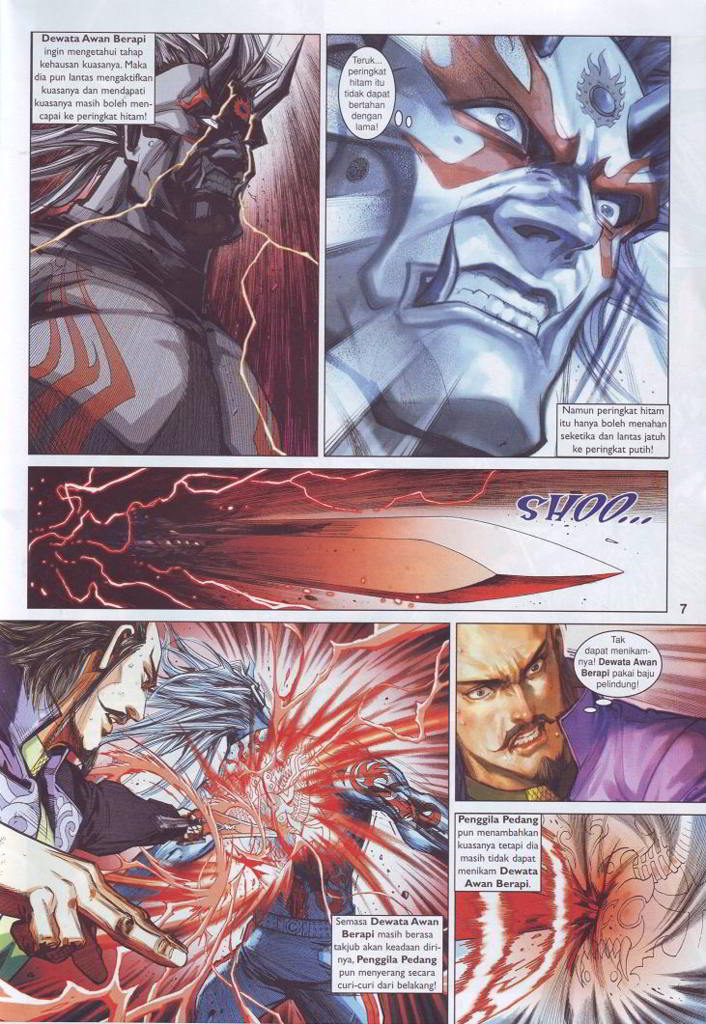 Dewata Awan Berapi
ingin mengetahui tahap
kehausan kuasanya. Maka
dia pun lantas mengaktifkan
kuasanya dan mendapati
kuasanya masih boleh men-
capai ke peringkat hitam!
Teruk...
peringkat
hitam itu
tidak dapat
bertahan
dengan
lama!
Namun peringkat hitam
itu hanya boleh menahan
seketika dan lantas jatuh
ke peringkat putih!
SHOO...
7
Semasa Dewata Awan
Berapi masih berasa
takjub akan keadaan diri-
nya, Penggila Pedang
pun menyerang secara
curi-curi dari belakang!
Tak
dapat menikam-
nya! Dewata Awan
Berapi pakai baju
pelindung!
Penggila Pedang
pun menambahkan
kuasanya tetapi dia
masih tidak dapat
menikam Dewata
Awan Berapi.